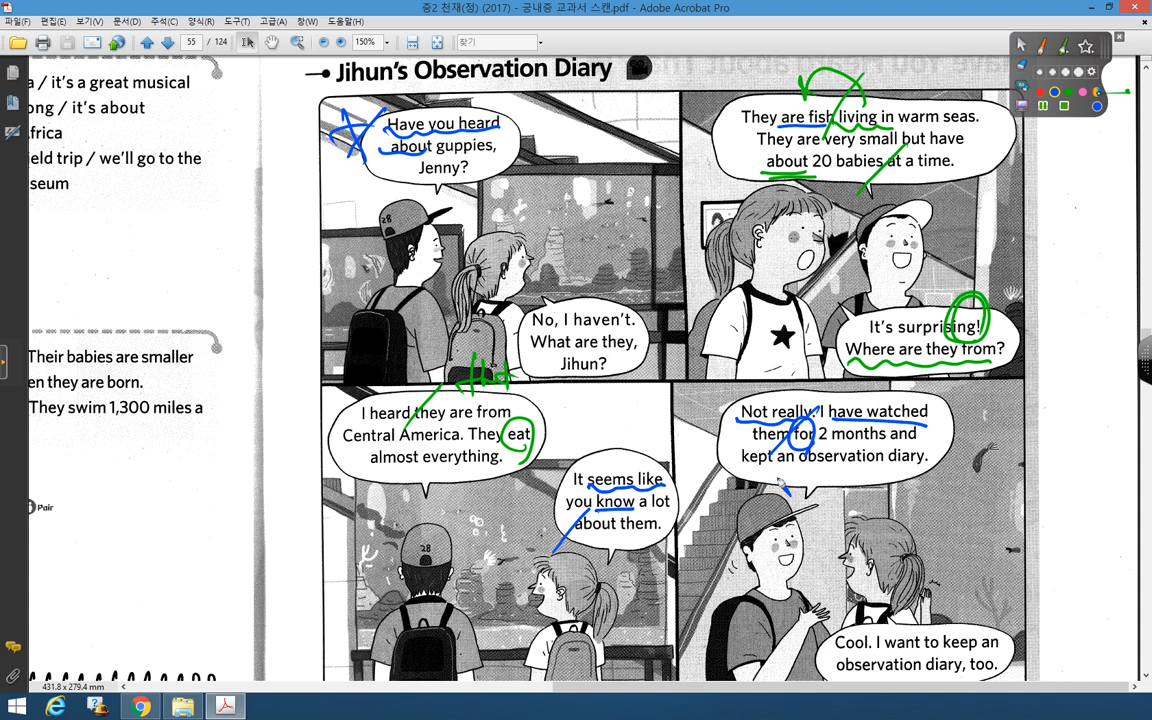 중2 천재(정) (2017) - 궁내중 교과서 스캔.pdf - Adobe Acrobat Pro
파일(F) 편집(E) 보기(V) 문서(D) 주석(C) 양식(R) 도구(T) 고급(A) 창(W) 도움말(H)
55 / 124 150% 찾기
a / it's a great musical
ong / it's about
frica
ield trip / we'll go to the
seum
Their babies are smaller
en they are born.
They swim 1,300 miles a
Pair
Jihun's Observation Diary
Have you heard
about guppies,
Jenny?
No, I haven't.
What are they,
Jihun?
They are fish living in warm seas.
They are very small but have
about 20 babies at a time.
It's surprising!
Where are they from?
I heard they are from
Central America. They eat
almost everything.
It seems like
you know a lot
about them.
Not really. I have watched
them for 2 months and
kept an observation diary.
Cool. I want to keep an
observation diary, too.
28
28
431.8 x 279.4 mm